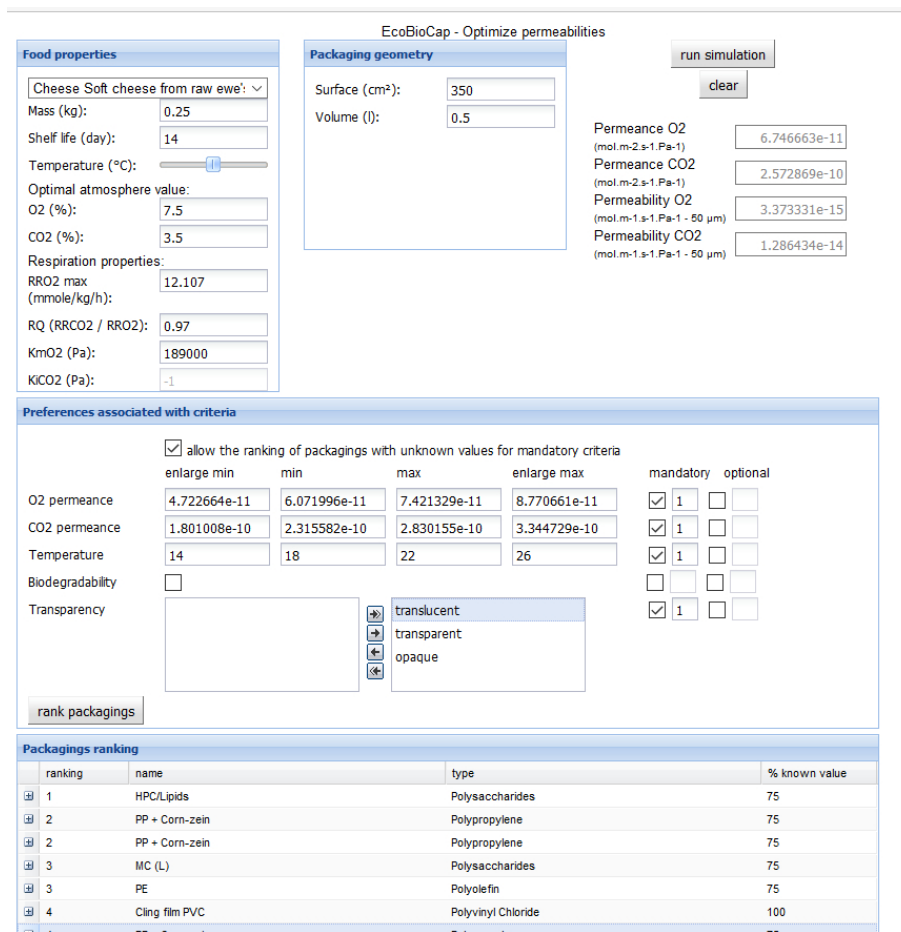 EcoBioCap - Optimize permeabilities
Food properties
Cheese Soft cheese from raw ewe':
Mass (kg): 0.25
Shelf life (day): 14
Temperature (°C):
Optimal atmosphere value:
O2 (%): 7.5
CO2 (%): 3.5
Respiration properties:
RRO2 max
(mmole/kg/h): 12.107
RQ (RRCO2 / RRO2): 0.97
KmO2 (Pa): 189000
KiCO2 (Pa): -1
Packaging geometry
Surface (cm²): 350
Volume (l): 0.5
run simulation
clear
Permeance O2
(mol.m-2.s-1.Pa-1) 6.746663e-11
Permeance CO2
(mol.m-2.s-1.Pa-1) 2.572869e-10
Permeability O2
(mol.m-1.s-1.Pa-1 - 50 µm) 3.373331e-15
Permeability CO2
(mol.m-1.s-1.Pa-1 - 50 µm) 1.286434e-14
Preferences associated with criteria
allow the ranking of packagings with unknown values for mandatory criteria
enlarge min min max enlarge max mandatory optional
O2 permeance 4.722664e-11 6.071996e-11 7.421329e-11 8.770661e-11 1
CO2 permeance 1.801008e-10 2.315582e-10 2.830155e-10 3.344729e-10 1
Temperature 14 18 22 26 1
Biodegradability
Transparency translucent 1
transparent
opaque
rank packagings
Packagings ranking
ranking name type % known value
1 HPC/Lipids Polysaccharides 75
2 PP + Corn-zein Polypropylene 75
2 PP + Corn-zein Polypropylene 75
3 MC (L) Polysaccharides 75
3 PE Polyolefin 75
4 Cling film PVC Polyvinyl Chloride 100